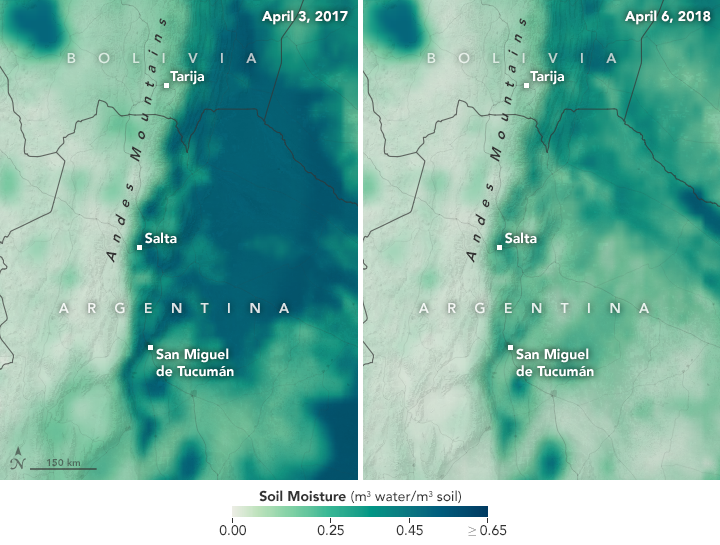 April 3, 2017
BOLIVIA
Tarija
Andes Mountains
Salta
ARGENTINA
San Miguel
de Tucumán
N
150 km
April 6, 2018
BOLIVIA
Tarija
Andes Mountains
Salta
ARGENTINA
San Miguel
de Tucumán
Soil Moisture (m³ water/m³ soil)
0.00 0.25 0.45 ≥ 0.65